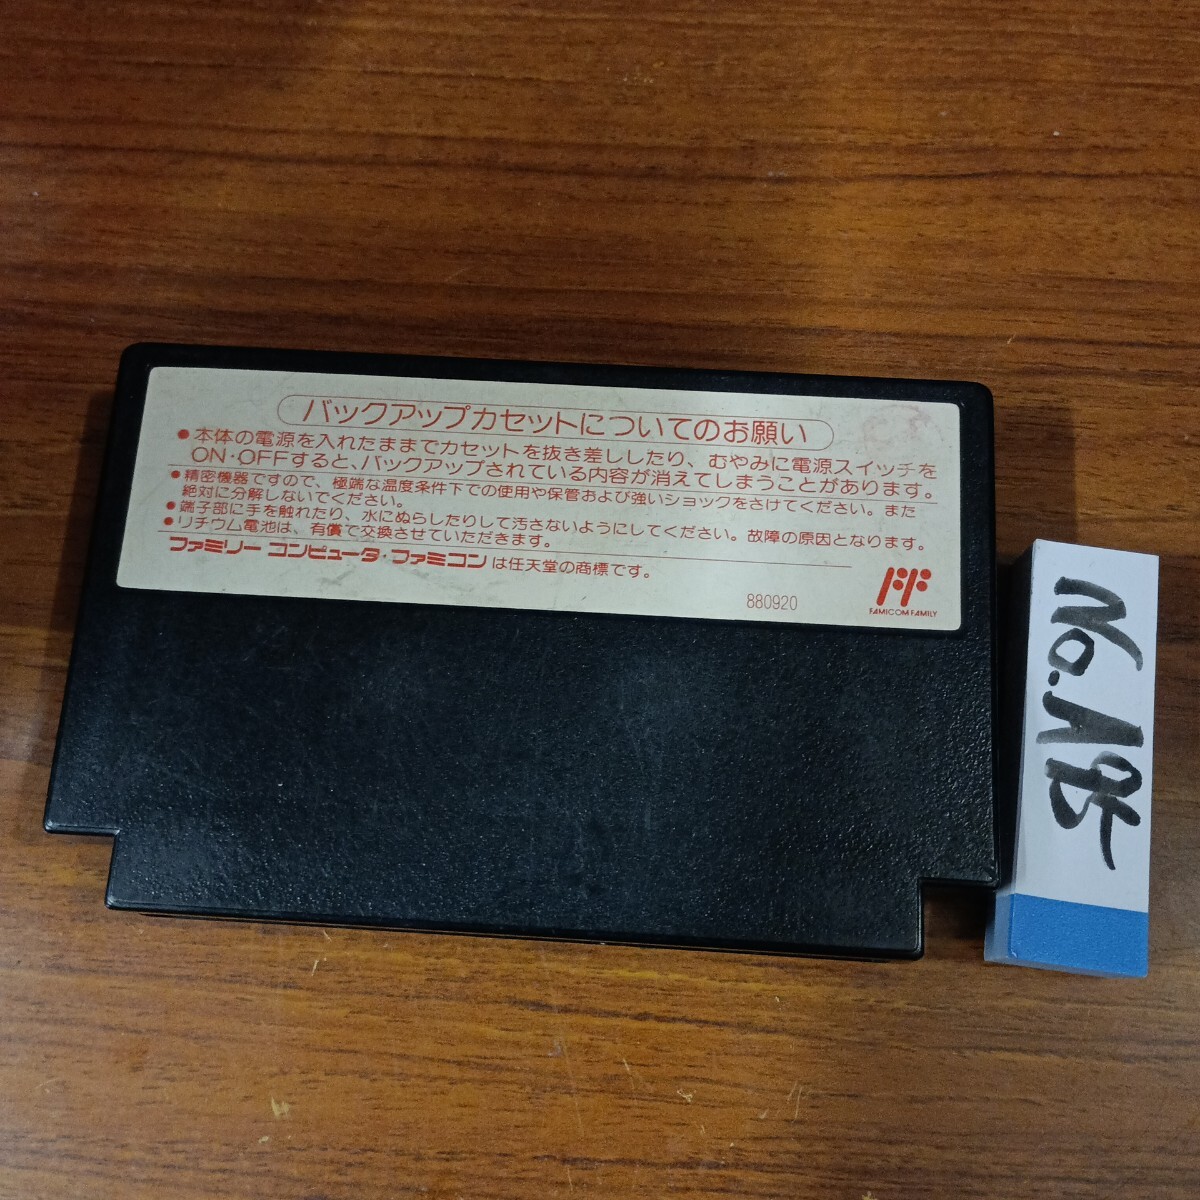 バックアップカセットについてのお願い
●本体の電源を入れたままでカセットを抜き差ししたり、むやみに電源スイッチを
ON・OFFすると、バックアップされている内容が消えてしまうことがあります。
●精密機器ですので、極端な温度条件下での使用や保管および強いショックをさけてください。また
絶対に分解しないでください。
●端子部に手を触れたり、水にぬらしたりして汚さないようにしてください。故障の原因となります。
●リチウム電池は、有償で交換させていただきます。
ファミリー コンピュータ・ファミコン は任天堂の商標です。
880920
FAMICOM FAMILY
No.A85